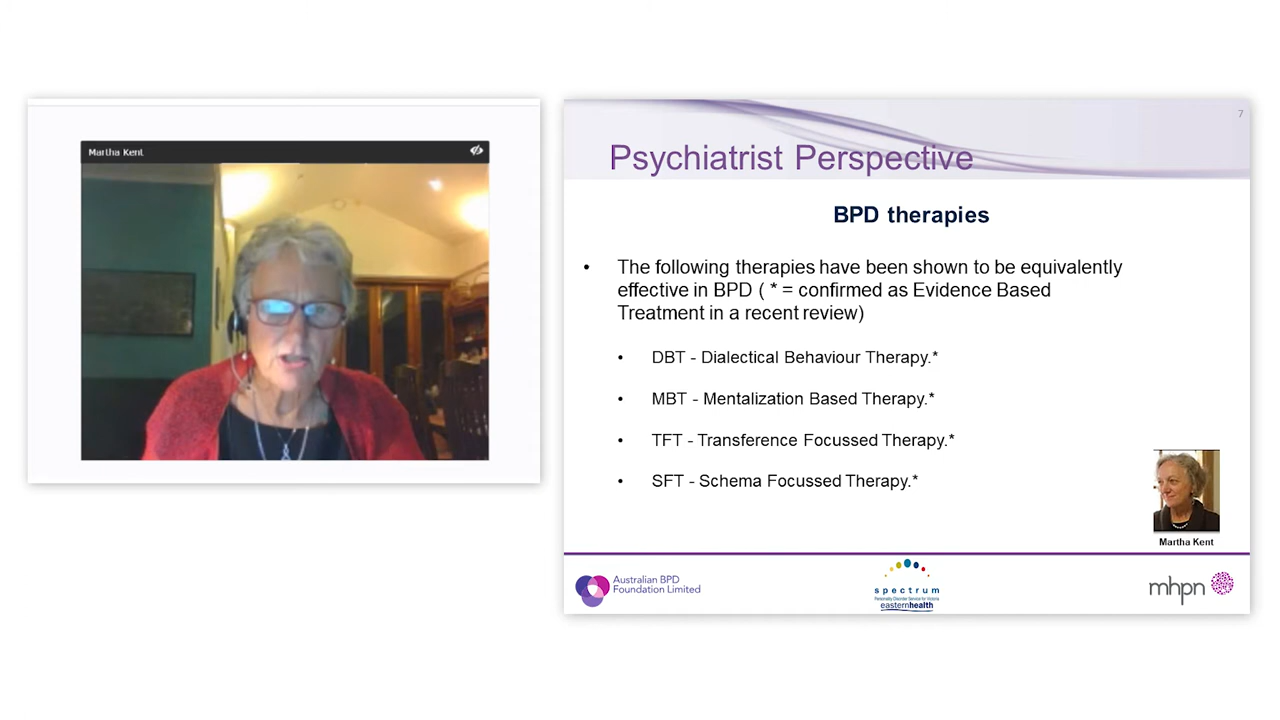 Martha Kent
7
Psychiatrist Perspective
BPD therapies
• The following therapies have been shown to be equivalently
effective in BPD ( * = confirmed as Evidence Based
Treatment in a recent review)
• DBT - Dialectical Behaviour Therapy.*
• MBT - Mentalization Based Therapy.*
• TFT - Transference Focussed Therapy.*
• SFT - Schema Focussed Therapy.*
Martha Kent
Australian BPD
Foundation Limited
spectrum
Personality Disorder Service for Victoria
easternhealth
mhpn